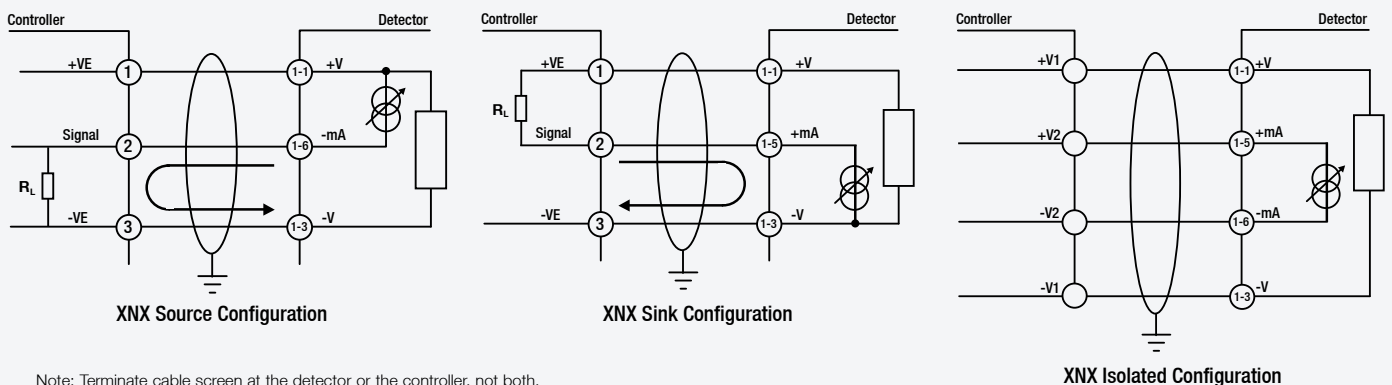 Controller
Detector
+VE
1
1-1
+V
Signal
2
1-6
-mA
RL
-VE
3
1-3
-V
XNX Source Configuration
Controller
Detector
+VE
1
1-1
+V
RL
Signal
2
1-5
+mA
-VE
3
1-3
-V
XNX Sink Configuration
Controller
Detector
+V1
1-1
+V
+V2
1-5
+mA
-V2
1-6
-mA
-V1
1-3
-V
XNX Isolated Configuration
Note: Terminate cable screen at the detector or the controller, not both.